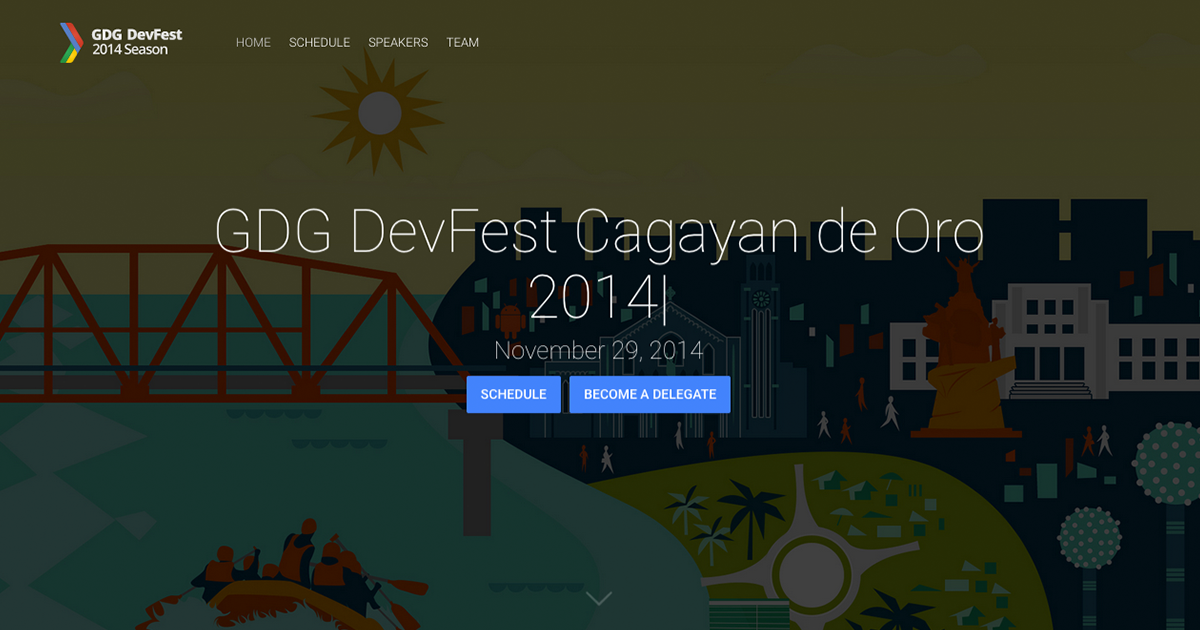 GDG DevFest
2014 Season
HOME SCHEDULE SPEAKERS TEAM
GDG DevFest Cagayan de Oro
2014|
November 29, 2014
SCHEDULE BECOME A DELEGATE